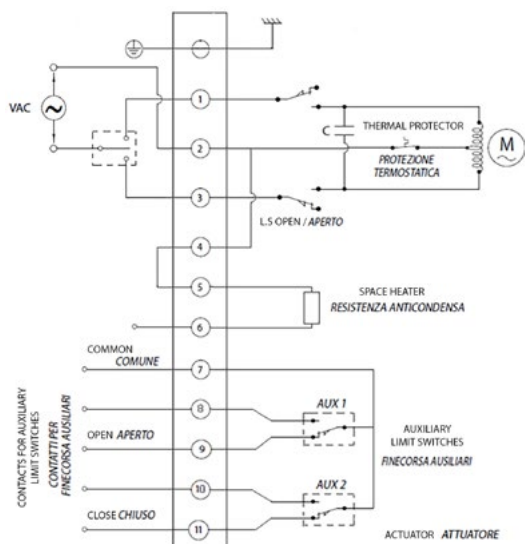 VAC
1
2
3
4
5
6
7
8
9
10
11
C
THERMAL PROTECTOR
PROTEZIONE
TERMOSTATICA
M
L.S OPEN / APERTO
SPACE HEATER
RESISTENZA ANTICONDENSA
COMMON
COMUNE
AUX 1
OPEN APERTO
AUXILIARY
LIMIT SWITCHES
FINECORSA AUSILIARI
AUX 2
CLOSE CHIUSO
CONTACTS FOR AUXILIARY
LIMIT SWITCHES
CONTATTI PER
FINECORSA AUSILIARI
ACTUATOR ATTUATORE